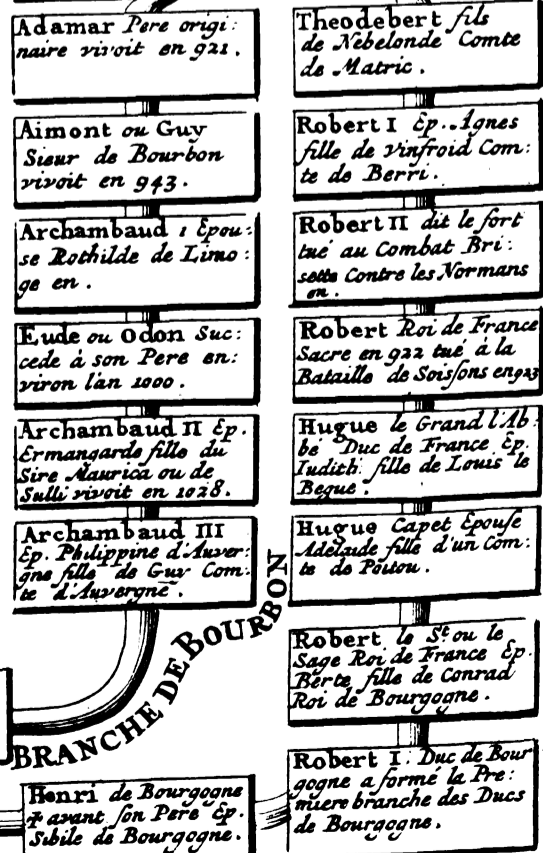 Adamar Pere origi:
naire vivoit en 921.
Aimont ou Guy
Sieur de Bourbon
vivoit en 943.
Archambaud 1 Epou:
se Rothilde de Limo:
ge en.
Eude ou Odon Suc:
cede à son Pere en:
viron l'an 1000.
Archambaud II Ep.
Ermangarde fille du
Sire Maurica ou de
Sulli vivoit en 1028.
Archambaud III
Ep. Philippine d'Auver:
gne fille de Guy Com:
te d'Auvergne.
BRANCHE DE BOURBON
Henri de Bourgogne
avant son Pere Ep.
Sibile de Bourgogne.
Theodebert fils
de Nebelonde Comte
de Matric.
Robert I Ep. Agnes
fille de vinfroid Com:
te de Berri.
Robert II dit le fort
tué au Combat Bri:
sette Contre les Normans
en.
Robert Roi de France
Sacre en 922 tué à la
Bataille de Soissons en 923
Hugue le Grand l'Ab:
bé Duc de France Ep.
Iudith fille de Louis le
Begue.
Hugue Capet Epouse
Adelaude fille d'un Com:
te de Poitou.
Robert le St. ou le
Sage Roi de France Ep.
Berte fille de Conrad
Roi de Bourgogne.
Robert I. Duc de Bour
gogne a formé la Pre:
miere branche des Ducs
de Bourgogne.